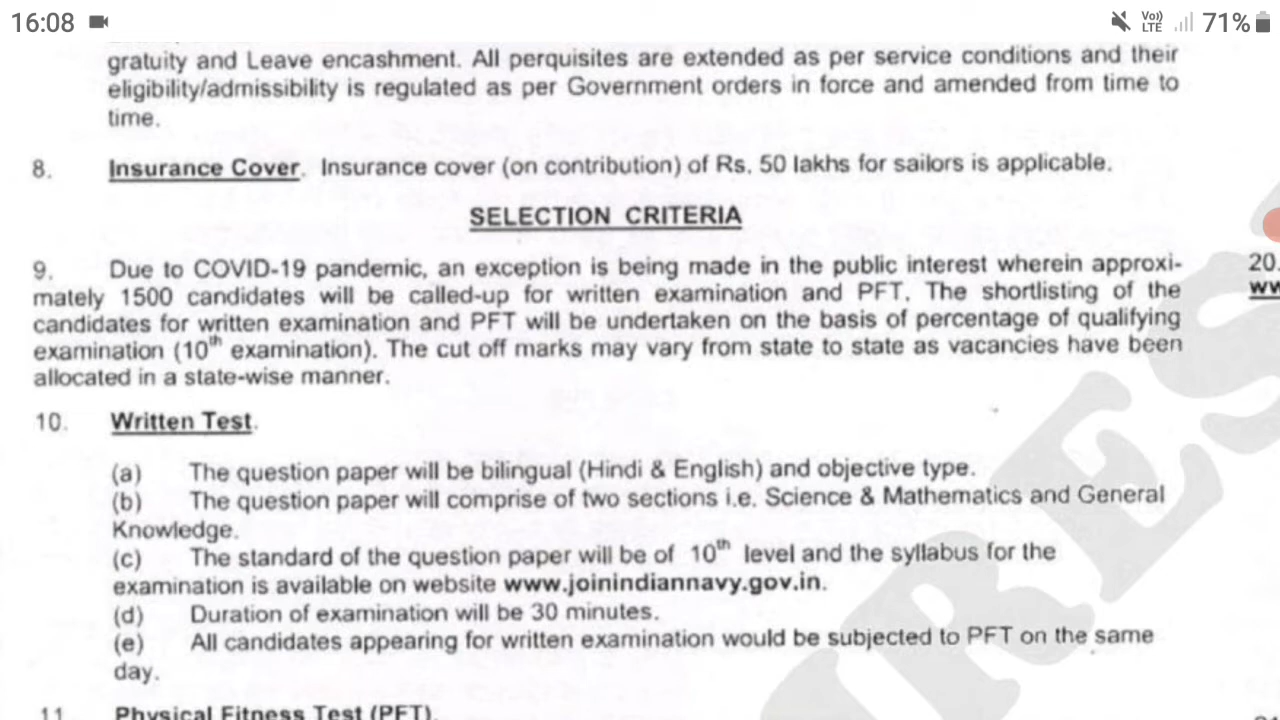 16:08 Vo)) LTE 71%
gratuity and Leave encashment. All perquisites are extended as per service conditions and their
eligibility/admissibility is regulated as per Government orders in force and amended from time to
time.
8. Insurance Cover. Insurance cover (on contribution) of Rs. 50 lakhs for sailors is applicable.
SELECTION CRITERIA
9. Due to COVID-19 pandemic, an exception is being made in the public interest wherein approxi-
mately 1500 candidates will be called-up for written examination and PFT. The shortlisting of the
candidates for written examination and PFT will be undertaken on the basis of percentage of qualifying
examination (10th examination). The cut off marks may vary from state to state as vacancies have been
allocated in a state-wise manner.
10. Written Test.
(a) The question paper will be bilingual (Hindi & English) and objective type.
(b) The question paper will comprise of two sections i.e. Science & Mathematics and General
Knowledge.
(c) The standard of the question paper will be of 10th level and the syllabus for the
examination is available on website www.joinindiannavy.gov.in.
(d) Duration of examination will be 30 minutes.
(e) All candidates appearing for written examination would be subjected to PFT on the same
day.
11. Physical Fitness Test (PFT).
20.